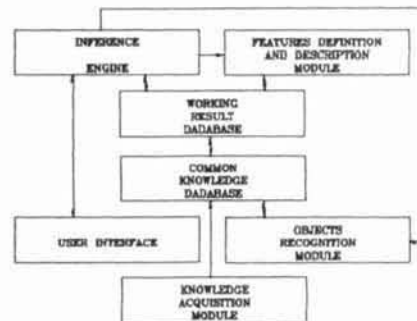 INFERENCE
ENGINE
FEATURES DEFINITION
AND DESCRIPTION
MODULE
WORKING
RESULT
DADABASE
COMMON
KNOWLEDGE
DADABASE
USER INTERFACE
OBJECTS
RECOGNITION
MODULE
KNOWLEDGE
ACQUISITION
MODULE